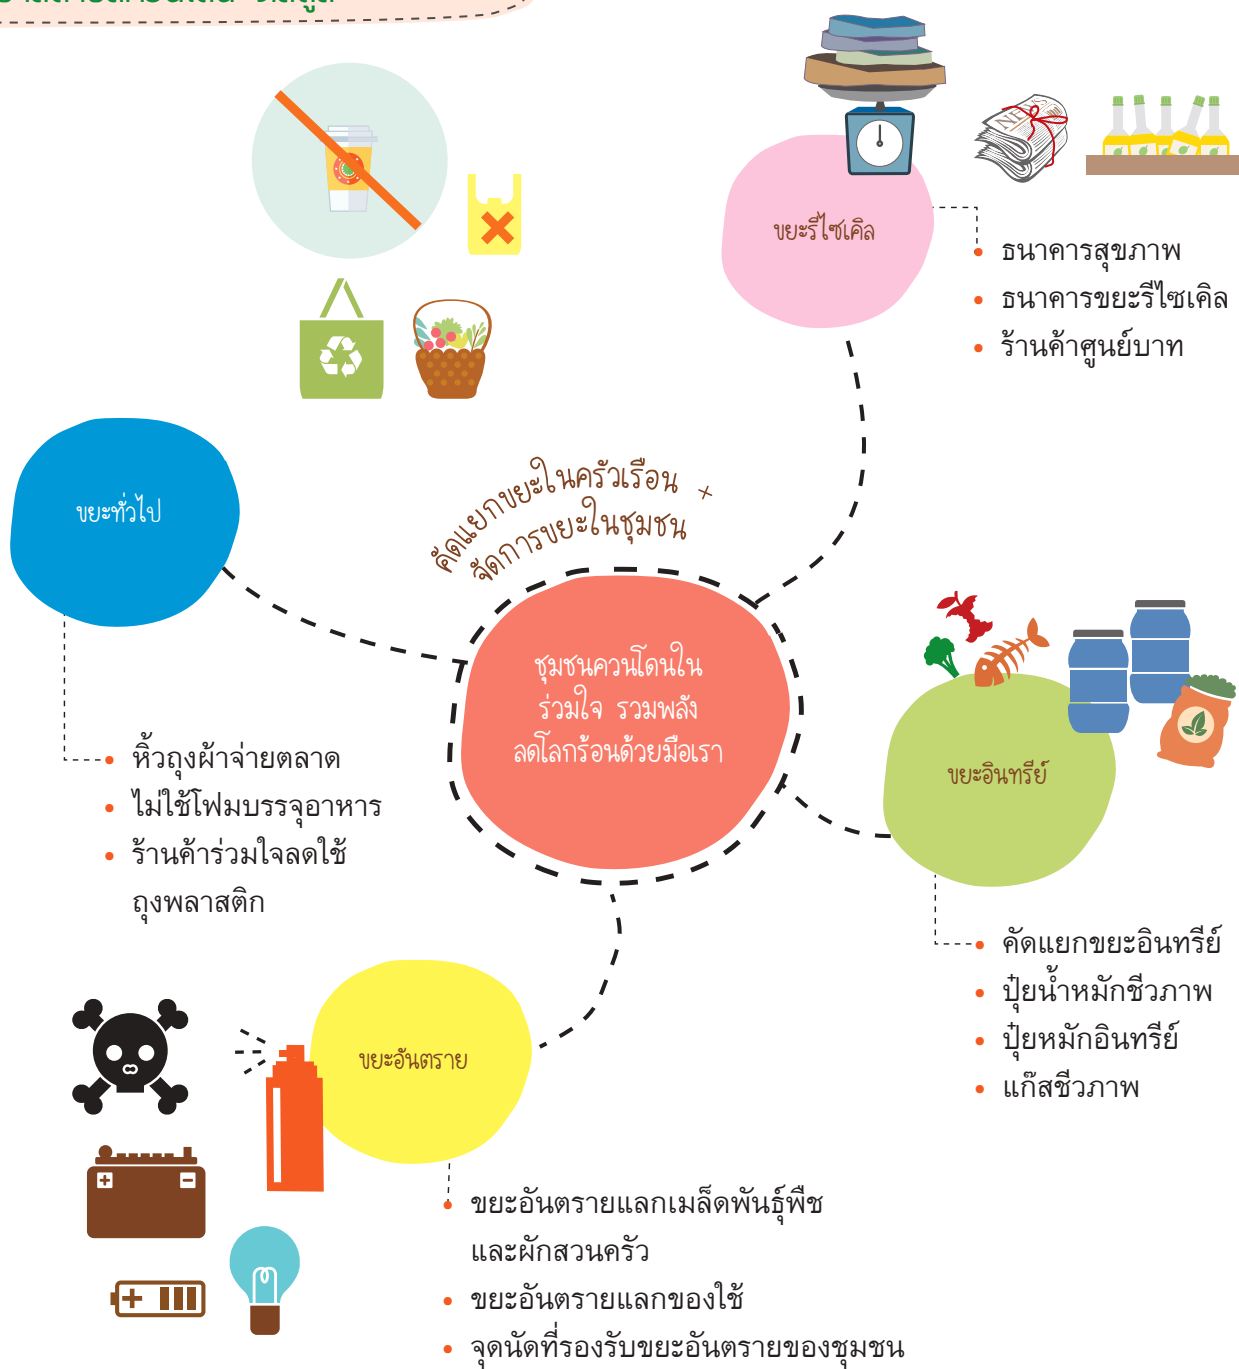 NEWS
ขยะรีไซเคิล
ธนาคารสุขภาพ
ธนาคารขยะรีไซเคิล
ร้านค้าศูนย์บาท
คัดแยกขยะในครัวเรือน +
จัดการขยะในชุมชน
ขยะทั่วไป
ชุมชนควนโดนใน
ร่วมใจ รวมพลัง
ลดโลกร้อนด้วยมือเรา
หิ้วถุงผ้าจ่ายตลาด
ไม่ใช้โฟมบรรจุอาหาร
ร้านค้าร่วมใจลดใช้
ถุงพลาสติก
ขยะอินทรีย์
คัดแยกขยะอินทรีย์
ปุ๋ยน้ำหมักชีวภาพ
ปุ๋ยหมักอินทรีย์
แก๊สชีวภาพ
ขยะอันตราย
ขยะอันตรายแลกเมล็ดพันธุ์พืช
และผักสวนครัว
ขยะอันตรายแลกของใช้
จุดนัดที่รองรับขยะอันตรายของชุมชน